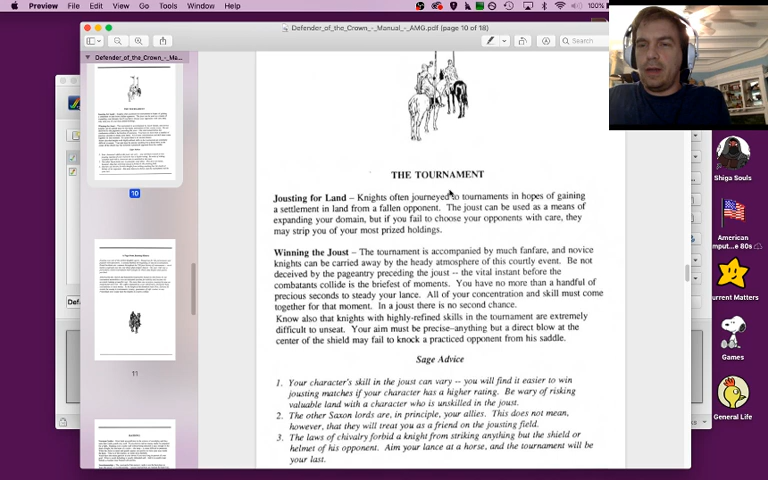 Preview File Edit View Go Tools Window Help 100%
Defender_of_the_Crown_-_Manual_-_AMG.pdf (page 10 of 18)
Search
Defender_of_the_Crown_-_Ma...
10
11
THE TOURNAMENT
Jousting for Land – Knights often journeyed to tournaments in hopes of gaining
a settlement in land from a fallen opponent. The joust can be used as a means of
expanding your domain, but if you fail to choose your opponents with care, they
may strip you of your most prized holdings.
Winning the Joust – The tournament is accompanied by much fanfare, and novice
knights can be carried away by the heady atmosphere of this courtly event. Be not
deceived by the pageantry preceding the joust -- the vital instant before the
combatants collide is the briefest of moments. You have no more than a handful of
precious seconds to steady your lance. All of your concentration and skill must come
together for that moment. In a joust there is no second chance.
Know also that knights with highly-refined skills in the tournament are extremely
difficult to unseat. Your aim must be precise–anything but a direct blow at the
center of the shield may fail to knock a practiced opponent from his saddle.
Sage Advice
1. Your character's skill in the joust can vary -- you will find it easier to win
jousting matches if your character has a higher rating. Be wary of risking
valuable land with a character who is unskilled in the joust.
2. The other Saxon lords are, in principle, your allies. This does not mean,
however, that they will treat you as a friend on the jousting field.
3. The laws of chivalry forbid a knight from striking anything but the shield or
helmet of his opponent. Aim your lance at a horse, and the tournament will be
your last.
Shiga Souls
American
mput...e 80s
urrent Matters
Games
General Life